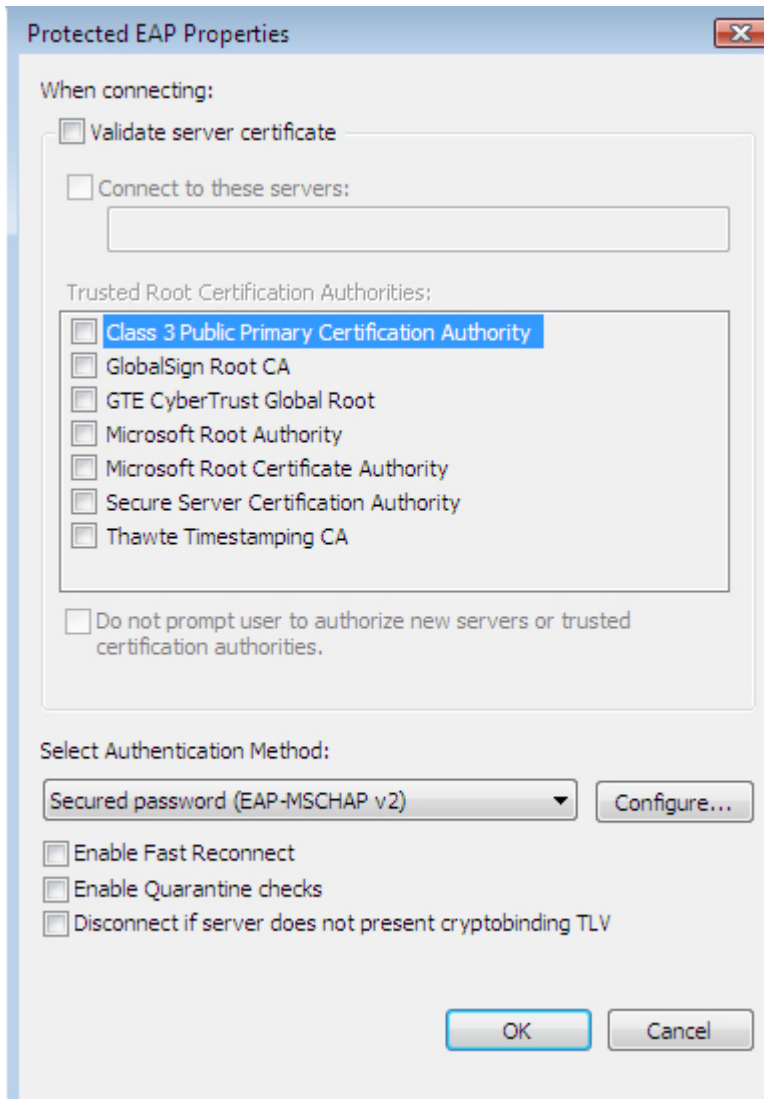 Protected EAP Properties
When connecting:
Validate server certificate
Connect to these servers:
Trusted Root Certification Authorities:
Class 3 Public Primary Certification Authority
GlobalSign Root CA
GTE CyberTrust Global Root
Microsoft Root Authority
Microsoft Root Certificate Authority
Secure Server Certification Authority
Thawte Timestamping CA
Do not prompt user to authorize new servers or trusted
certification authorities.
Select Authentication Method:
Secured password (EAP-MSCHAP v2)
Configure...
Enable Fast Reconnect
Enable Quarantine checks
Disconnect if server does not present cryptobinding TLV
OK
Cancel